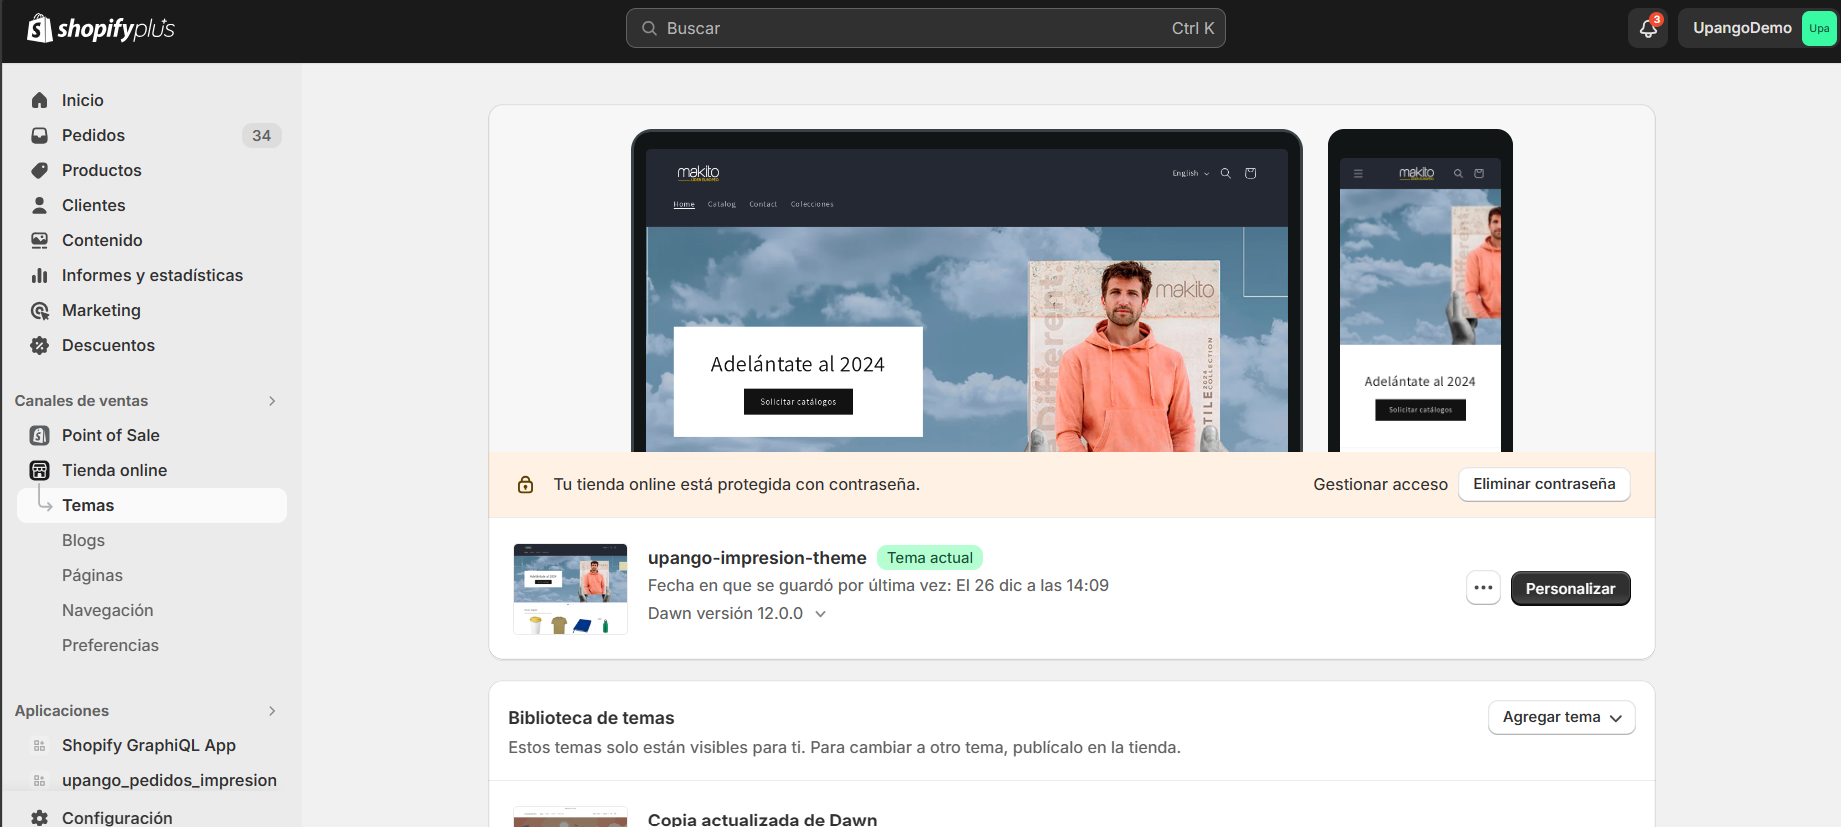 shopifyplus
Buscar
Ctrl K
3
UpangoDemo
Upa
Inicio
Pedidos
34
Productos
Clientes
Contenido
Informes y estadísticas
Marketing
Descuentos
Canales de ventas
Point of Sale
Tienda online
Temas
Blogs
Páginas
Navegación
Preferencias
Aplicaciones
Shopify GraphiQL App
upango_pedidos_impresion
Configuración
makito
English
Home
Catalog
Contact
Colecciones
Different.
makito
2024
COLLECTION
Adelántate al 2024
Solicitar catálogos
makito
Adelántate al 2024
Solicitar catálogos
Tu tienda online está protegida con contraseña.
Gestionar acceso
Eliminar contraseña
upango-impresion-theme
Tema actual
Fecha en que se guardó por última vez: El 26 dic a las 14:09
Dawn versión 12.0.0
Personalizar
Biblioteca de temas
Agregar tema
Estos temas solo están visibles para ti. Para cambiar a otro tema, publícalo en la tienda.
Copia actualizada de Dawn